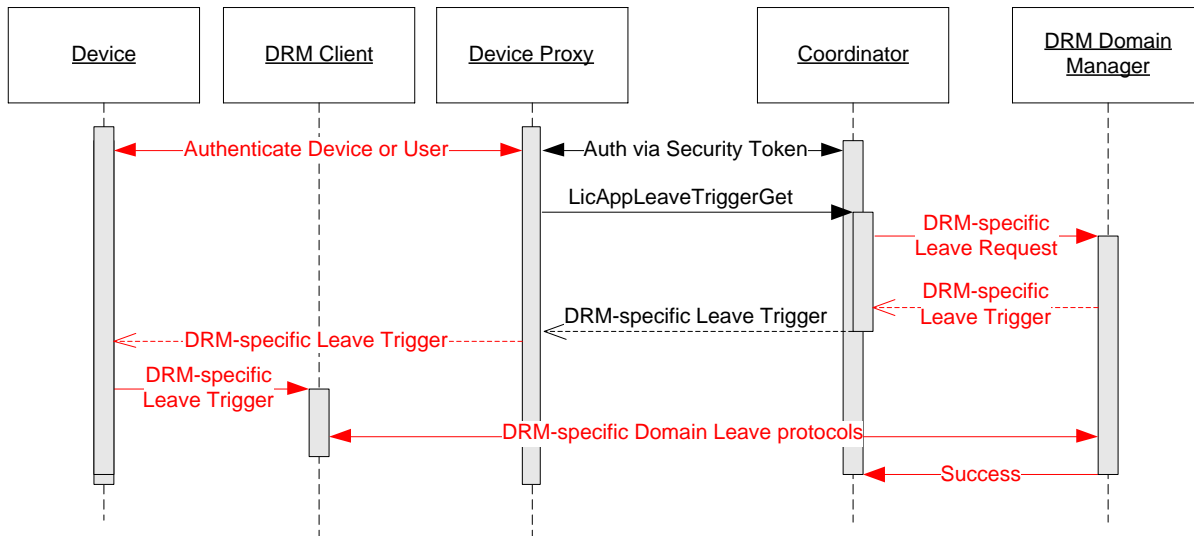 Device
DRM Client
Device Proxy
Coordinator
DRM Domain
Manager
Authenticate Device or User
Auth via Security Token
LicAppLeaveTriggerGet
DRM-specific
Leave Request
DRM-specific
Leave Trigger
DRM-specific Leave Trigger
DRM-specific Leave Trigger
DRM-specific
Leave Trigger
DRM-specific Domain Leave protocols
Success